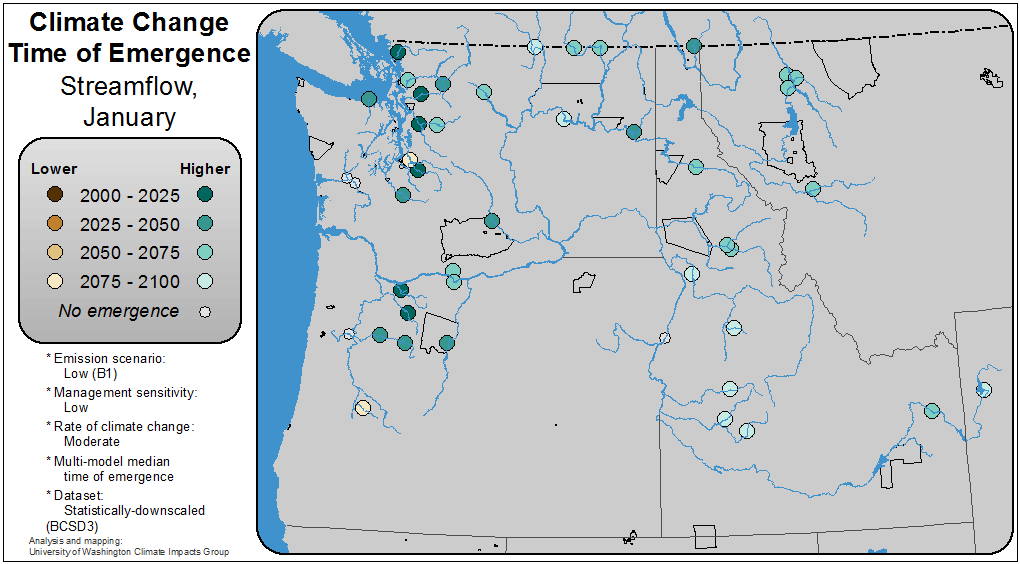 Climate Change
Time of Emergence
Streamflow,
January
Lower Higher
2000 - 2025
2025 - 2050
2050 - 2075
2075 - 2100
No emergence
* Emission scenario:
Low (B1)
* Management sensitivity:
Low
* Rate of climate change:
Moderate
* Multi-model median
time of emergence
* Dataset:
Statistically-downscaled
(BCSD3)
Analysis and mapping:
University of Washington Climate Impacts Group